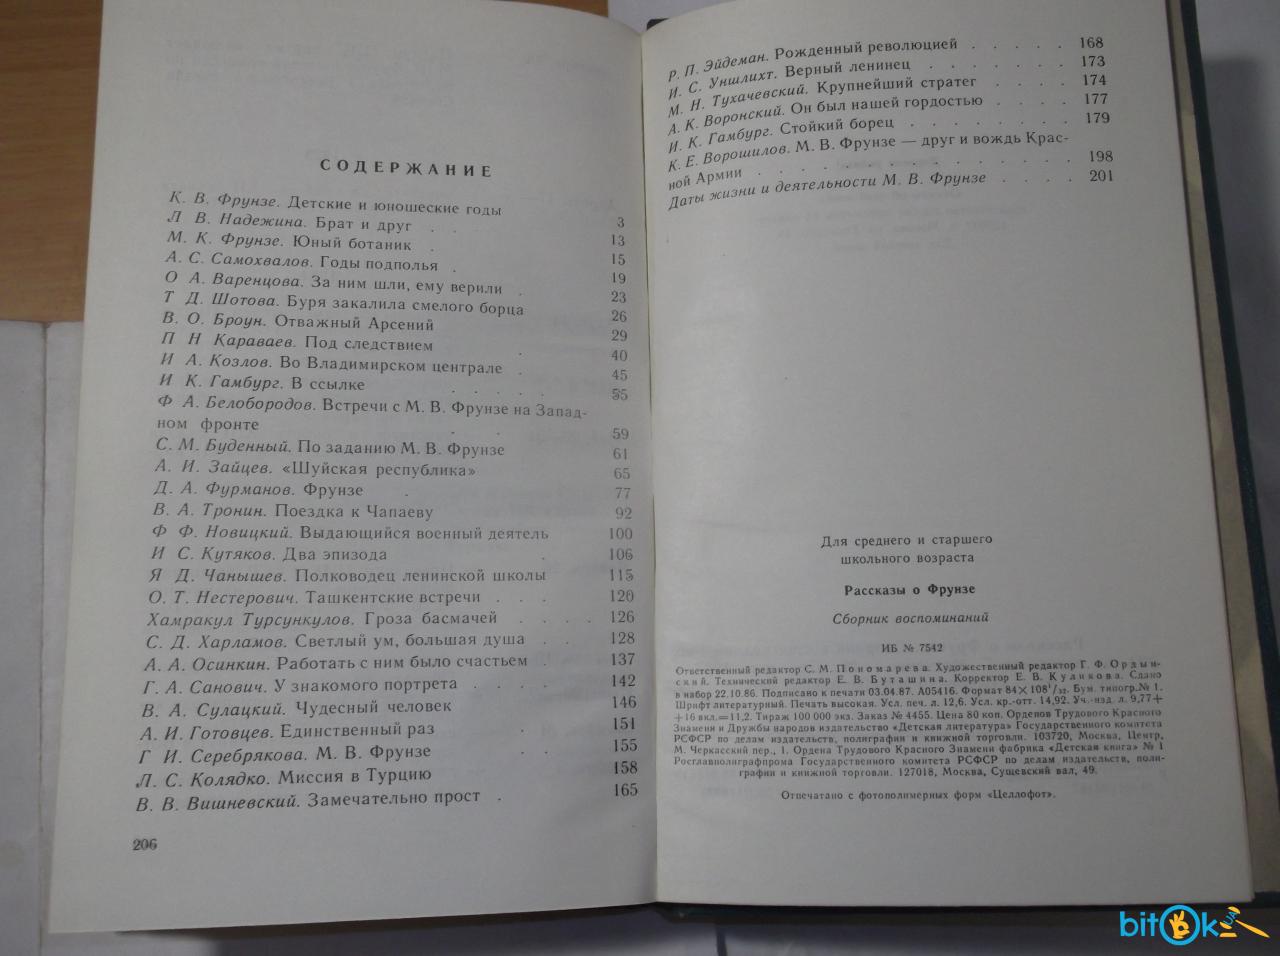 СОДЕРЖАНИЕ
К. В. Фрунзе. Детские и юношеские годы
Л В. Надежина. Брат и друг . . . 3
М. К. Фрунзе. Юный ботаник . 13
А. С. Самохвалов. Годы подполья . 15
О А. Варенцова. За ним шли, ему верили . 19
Т Д. Шотова. Буря закалила смелого борца 23
В. О. Броун. Отважный Арсений 26
П Н Караваев. Под следствием . 29
И А. Козлов. Во Владимирском централе . 40
И К. Гамбург. В ссылке . . . . . 45
55
Ф А. Белобородов. Встречи с М. В. Фрунзе на Запад-
ном фронте . . 59
С. М. Буденный. По заданию М. В. Фрунзе 61
А. И. Зайцев. «Шуйская республика» 65
Д. А. Фурманов. Фрунзе . 77
В. А. Тронин. Поездка к Чапаеву 92
Ф Ф. Новицкий. Выдающийся военный деятель 100
И С. Кутяков. Два эпизода . 106
Я Д. Чанышев. Полководец ленинской школы 115
О. Т. Нестерович. Ташкентские встречи . . . 120
Хамракул Турсункулов. Гроза басмачей . . . . 126
С. Д. Харламов. Светлый ум, большая душа . . 128
А. А. Осинкин. Работать с ним было счастьем . 137
Г. А. Санович. У знакомого портрета . . . 142
В. А. Сулацкий. Чудесный человек . 146
А. И. Готовцев. Единственный раз . 151
Г И. Серебрякова. М. В. Фрунзе . 155
Л. С. Колядко. Миссия в Турцию 158
В. В. Вишневский. Замечательно прост . 165
206
Р. П. Эйдеман. Рожденный революцией . . . . . 168
И. С. Уншлихт. Верный ленинец . . . . . . . 173
М. Н. Тухачевский. Крупнейший стратег . . . . 174
А. К. Воронский. Он был нашей гордостью . . . . 177
И. К. Гамбург. Стойкий борец . . . . . . . 179
К. Е. Ворошилов. М. В. Фрунзе — друг и вождь Крас-
ной Армии . . . . . . . . . . . . . 198
Даты жизни и деятельности М. В. Фрунзе . . . . 201
Для среднего и старшего
школьного возраста
Рассказы о Фрунзе
Сборник воспоминаний
ИБ № 7542
Ответственный редактор С. М. Пономарева. Художественный редактор Г. Ф. Ордын-
ский. Технический редактор Е. В. Буташина. Корректор Е. В. Куликова. Сдано
в набор 22.10.86. Подписано к печати 03.04.87. А05416. Формат 84×108¹/₃₂. Бум. типогр. № 1.
Шрифт литературный. Печать высокая. Усл. печ. л. 12,6. Усл. кр.-отт. 14,92. Уч.-изд. л. 9,77+
+16 вкл.=11,2. Тираж 100 000 экз. Заказ № 4455. Цена 80 коп. Орденов Трудового Красного
Знамени и Дружбы народов издательство «Детская литература» Государственного комитета
РСФСР по делам издательств, полиграфии и книжной торговли. 103720, Москва, Центр,
М. Черкасский пер., 1. Ордена Трудового Красного Знамени фабрика «Детская книга» № 1
Росглавполиграфпрома Государственного комитета РСФСР по делам издательств, поли-
графии и книжной торговли. 127018, Москва, Сущевский вал, 49.
Отпечатано с фотополимерных форм «Целлофот».
bitOk.UA